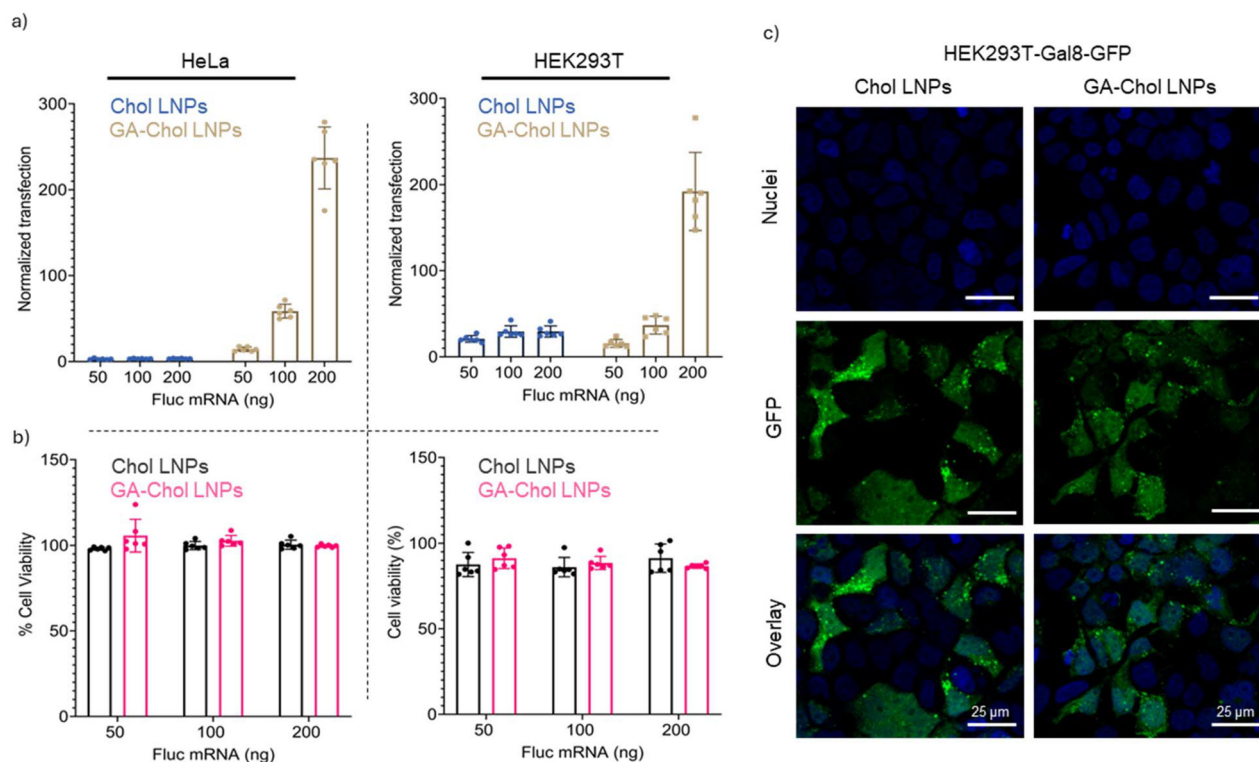 a)
HeLa
Chol LNPs
GA-Chol LNPs
Normalized transfection
300
200
100
0
50 100 200 50 100 200
Fluc mRNA (ng)
HEK293T
Chol LNPs
GA-Chol LNPs
Normalized transfection
300
200
100
50
0
50 100 200 50 100 200
Fluc mRNA (ng)
b)
Chol LNPs
GA-Chol LNPs
% Cell Viability
150
100
50
0
50 100 200
Fluc mRNA (ng)
Chol LNPs
GA-Chol LNPs
Cell viability (%)
150
100
50
0
50 100 200
Fluc mRNA (ng)
c)
HEK293T-Gal8-GFP
Chol LNPs GA-Chol LNPs
Nuclei
GFP
Overlay
25 µm 25 µm